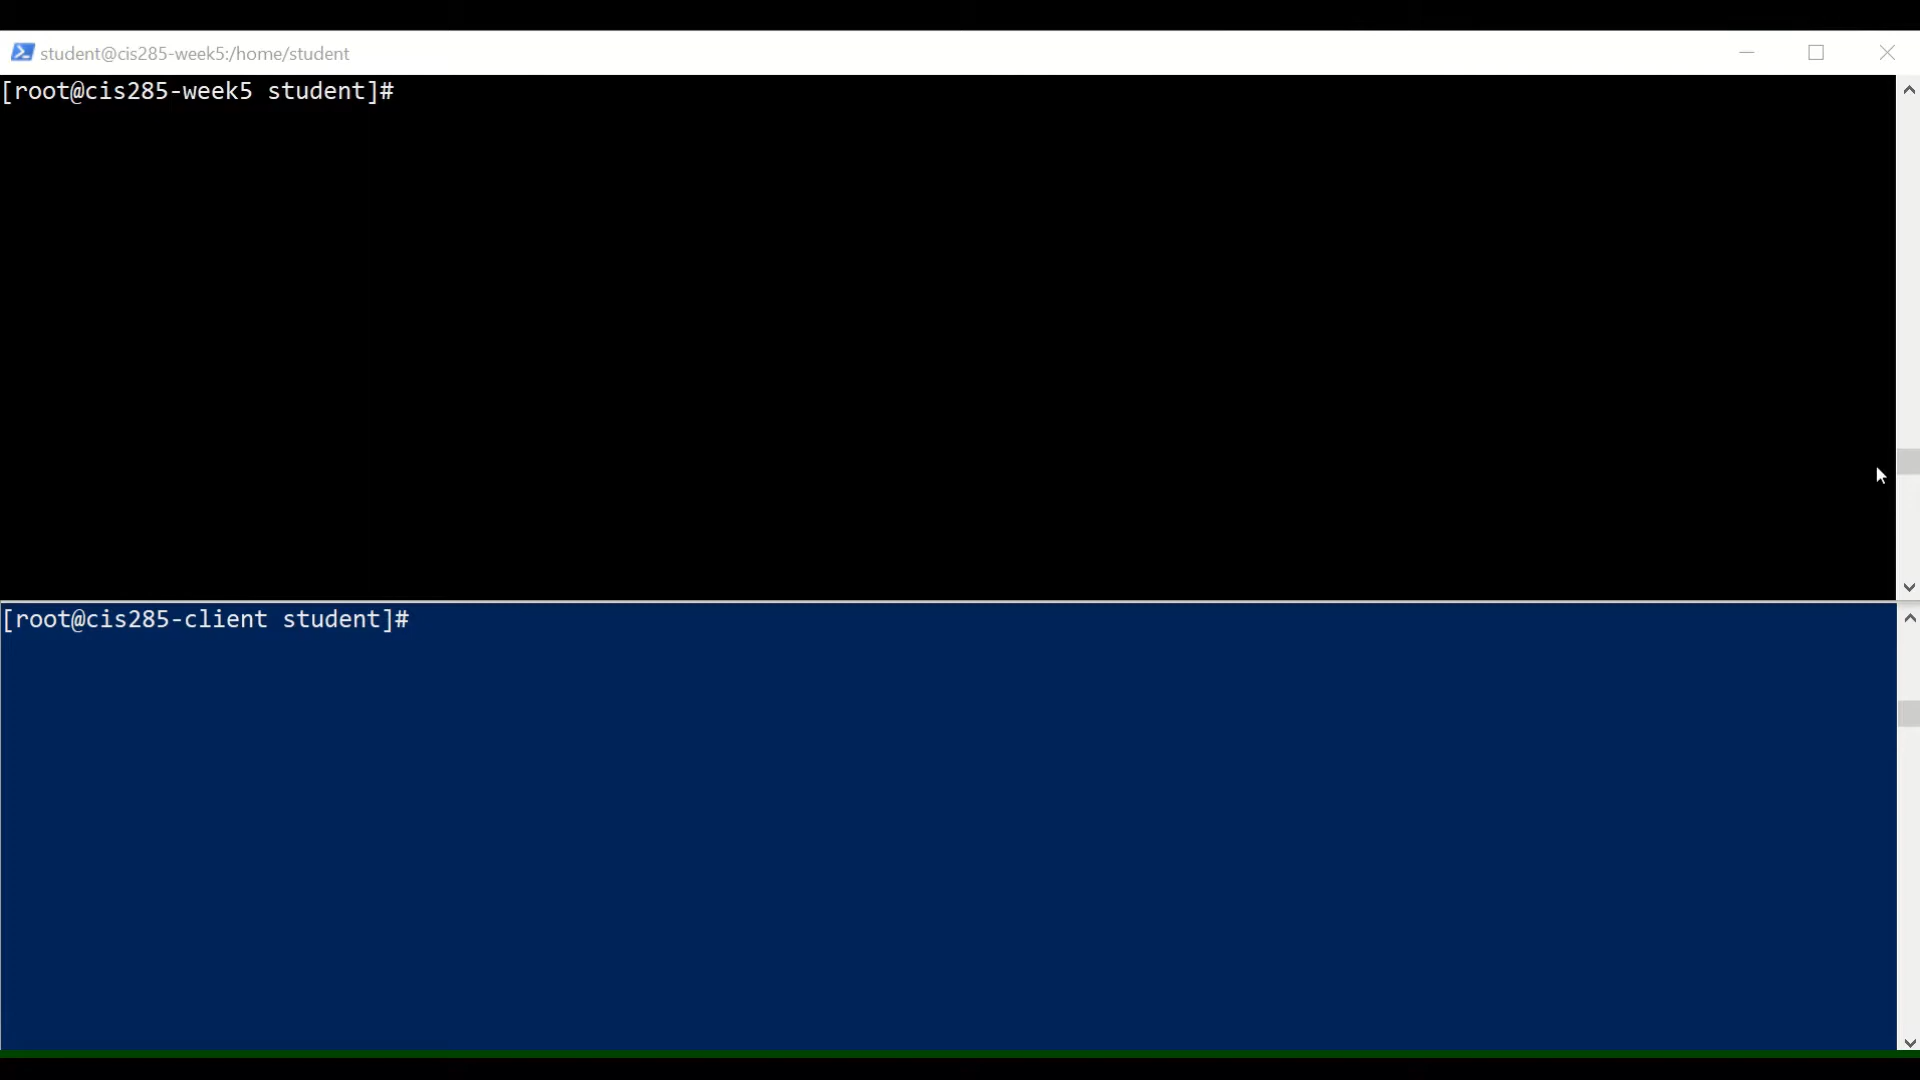 student@cis285-week5:/home/student
[root@cis285-week5 student]#
[root@cis285-client student]#